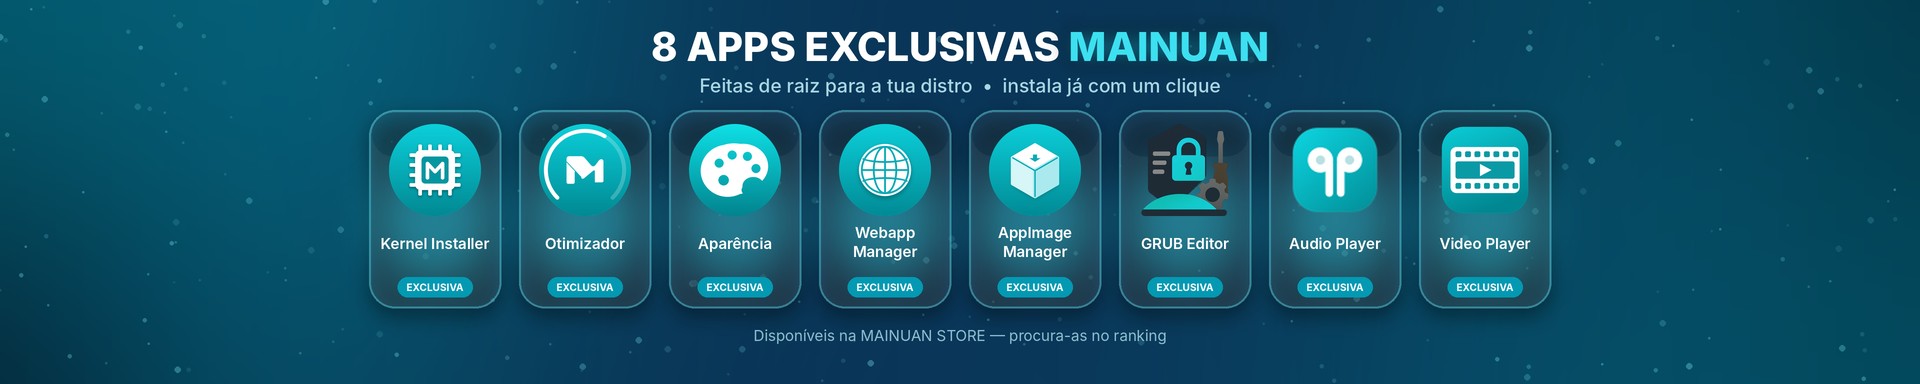 8 APPS EXCLUSIVAS MAINUAN
Feitas de raiz para a tua distro • instala já com um clique
Kernel Installer
EXCLUSIVA
Otimizador
EXCLUSIVA
Aparência
EXCLUSIVA
Webapp
Manager
EXCLUSIVA
AppImage
Manager
EXCLUSIVA
GRUB Editor
EXCLUSIVA
Audio Player
EXCLUSIVA
Video Player
EXCLUSIVA
Disponíveis na MAINUAN STORE — procura-as no ranking